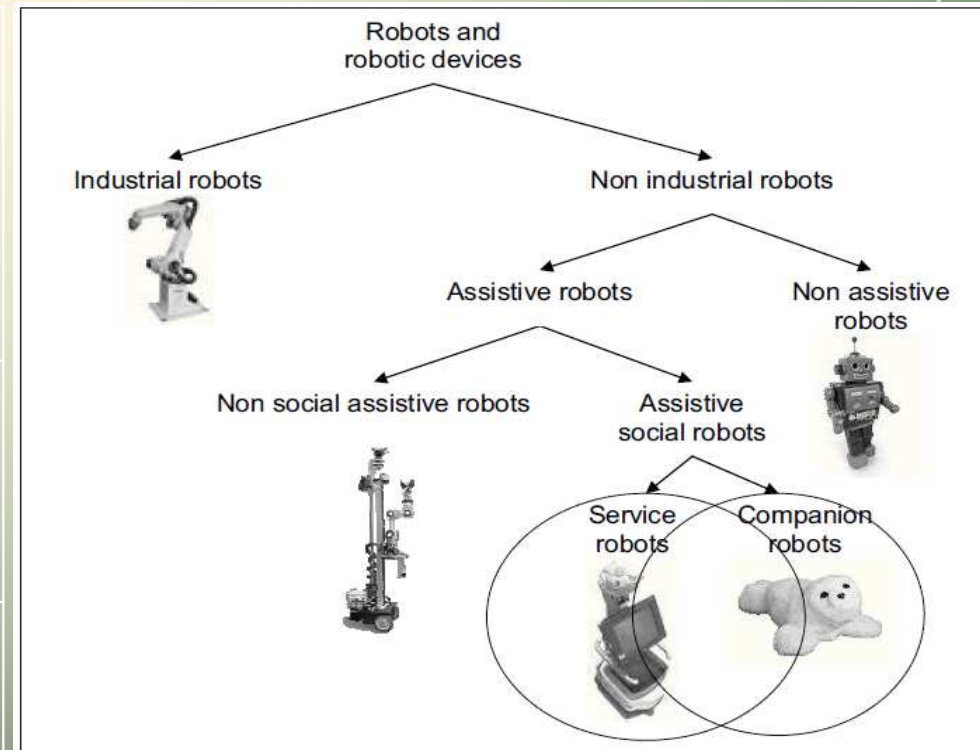 Robots and
robotic devices
Industrial robots
Non industrial robots
Assistive robots
Non assistive
robots
Non social assistive robots
Assistive
social robots
Service
robots
Companion
robots